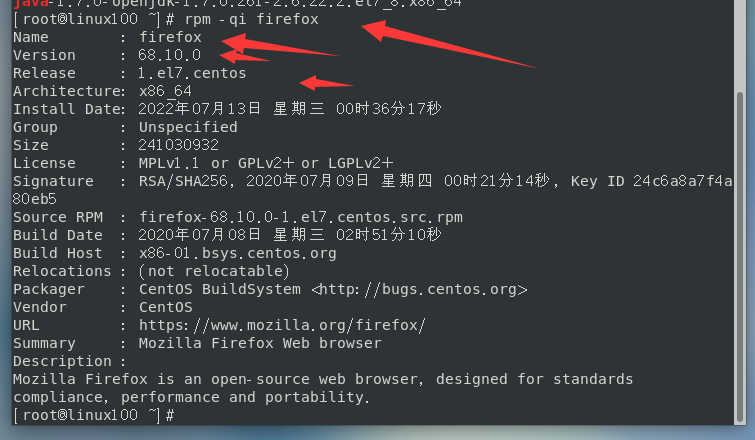 java-1.7.0-openjdk-1.7.0.261-2.6.22.2.el7_8.x86_64
[root@linux100 ~]# rpm -qi firefox
Name        : firefox
Version     : 68.10.0
Release     : 1.el7.centos
Architecture: x86_64
Install Date: 2022年07月13日 星期三 00时36分17秒
Group       : Unspecified
Size        : 241030932
License     : MPLv1.1 or GPLv2+ or LGPLv2+
Signature   : RSA/SHA256, 2020年07月09日 星期四 00时21分14秒, Key ID 24c6a8a7f4a
80eb5
Source RPM  : firefox-68.10.0-1.el7.centos.src.rpm
Build Date  : 2020年07月08日 星期三 02时51分10秒
Build Host  : x86-01.bsys.centos.org
Relocations : (not relocatable)
Packager    : CentOS BuildSystem <http://bugs.centos.org>
Vendor      : CentOS
URL         : https://www.mozilla.org/firefox/
Summary     : Mozilla Firefox Web browser
Description :
Mozilla Firefox is an open-source web browser, designed for standards
compliance, performance and portability.
[root@linux100 ~]#